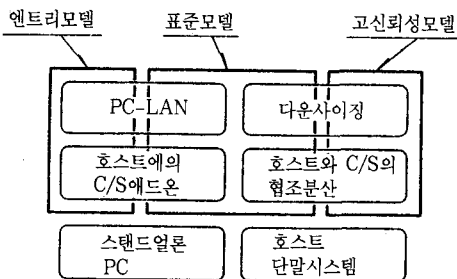 엔트리모델 표준모델 고신뢰성모델
PC-LAN 다운사이징
호스트에의 호스트와 C/S의
C/S애드온 협조분산
스탠드얼론 호스트
PC 단말시스템